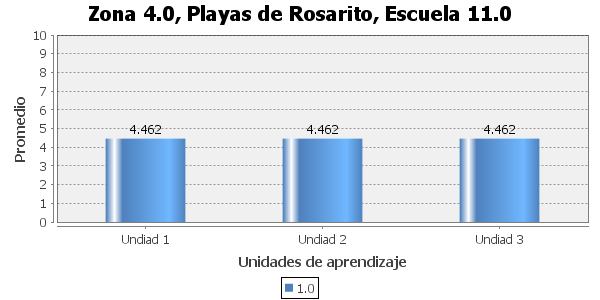 Zona 4.0, Playas de Rosarito, Escuela 11.0
Promedio
10
9
8
7
6
5
4
3
2
1
0
4.462
4.462
4.462
Undiad 1
Undiad 2
Undiad 3
Unidades de aprendizaje
1.0